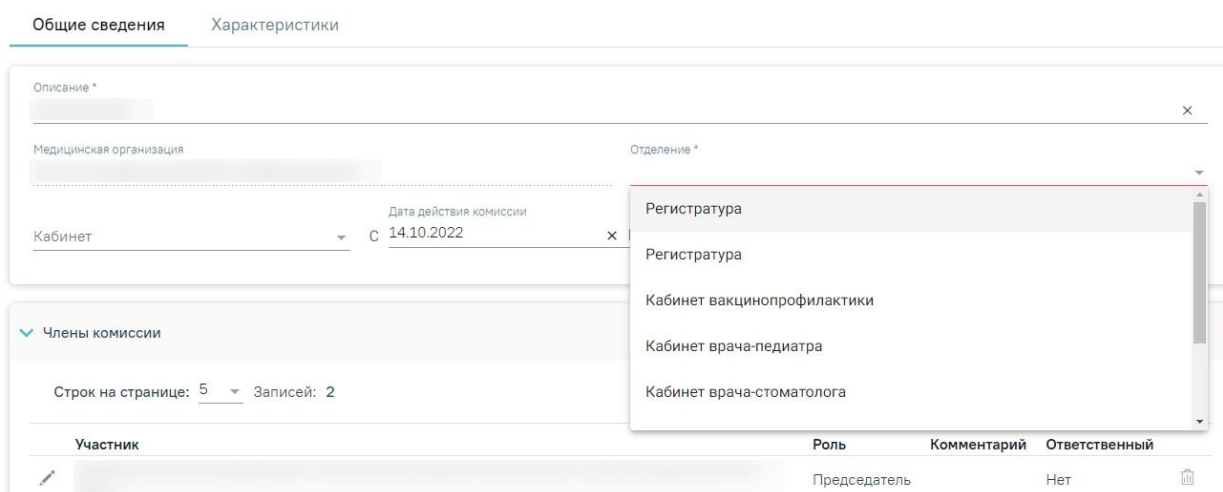 Общие сведения Характеристики
Описание *
Медицинская организация Отделение *
Дата действия комиссии
Кабинет С 14.10.2022
Регистратура
Регистратура
Кабинет вакцинопрофилактики
Кабинет врача-педиатра
Кабинет врача-стоматолога
Члены комиссии
Строк на странице: 5 Записей: 2
Участник Роль Комментарий Ответственный
Председатель Нет